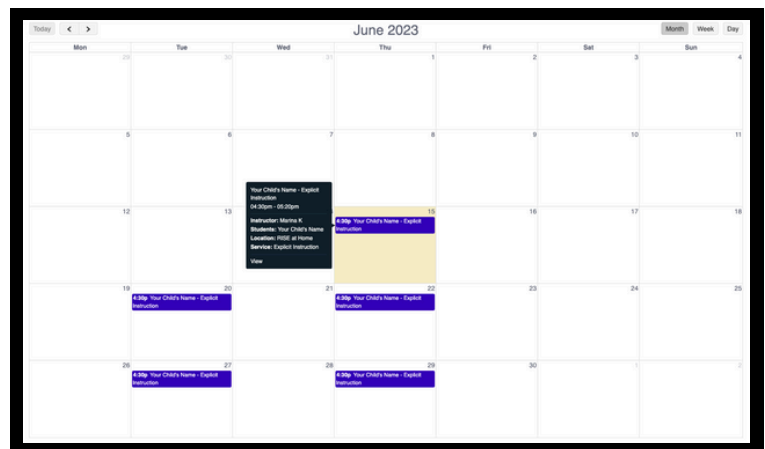 Today < > June 2023 Month Week Day
Mon Tue Wed Thu Fri Sat Sun
29 30 31 1 2 3 4
5 6 7 8 9 10 11
Your Child's Name - Explicit
Instruction
04:30pm - 05:20pm
Instructor: Marina K
Students: Your Child's Name
Location: RISE at Home
Service: Explicit Instruction
View
12 13 15 16 17 18
4:30p Your Child's Name - Explicit
Instruction
19 20 21 22 23 24 25
4:30p Your Child's Name - Explicit
Instruction
4:30p Your Child's Name - Explicit
Instruction
26 27 28 29 30 1 2
4:30p Your Child's Name - Explicit
Instruction
4:30p Your Child's Name - Explicit
Instruction